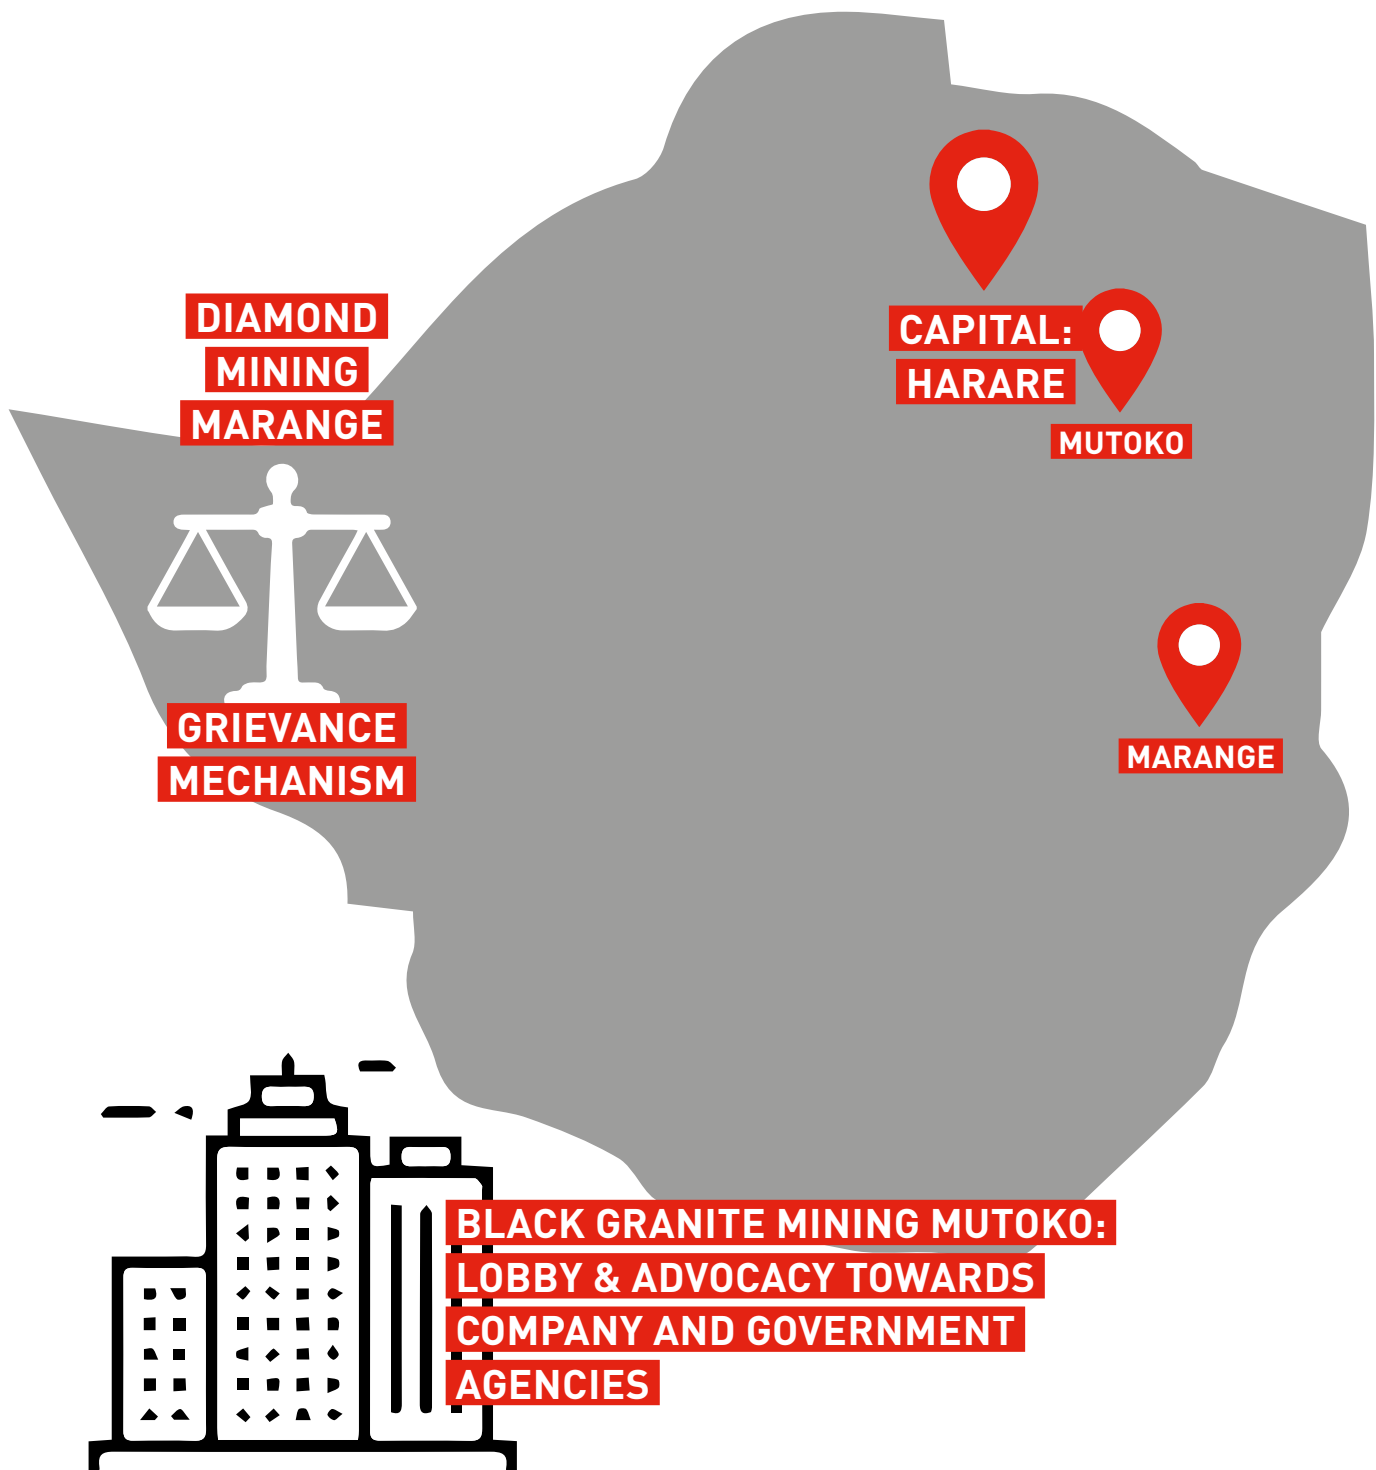 DIAMOND
MINING
MARANGE
CAPITAL:
HARARE
MUTOKO
GRIEVANCE
MECHANISM
MARANGE
BLACK GRANITE MINING MUTOKO:
LOBBY & ADVOCACY TOWARDS
COMPANY AND GOVERNMENT
AGENCIES